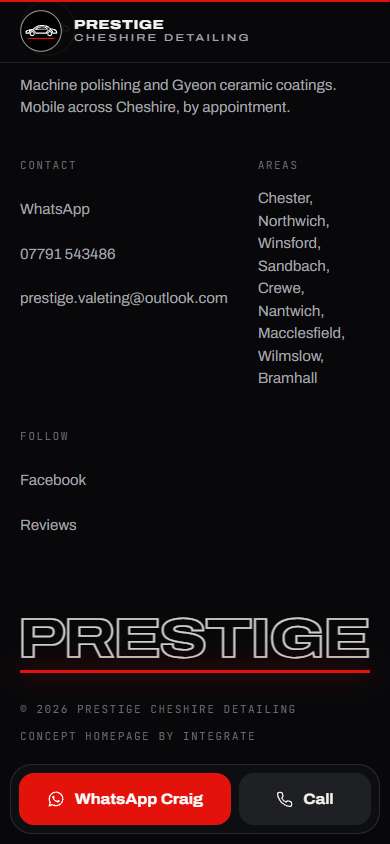 PRESTIGE
CHESHIRE DETAILING
Machine polishing and Gyeon ceramic coatings.
Mobile across Cheshire, by appointment.
CONTACT
WhatsApp
07791 543486
prestige.valeting@outlook.com
AREAS
Chester,
Northwich,
Winsford,
Sandbach,
Crewe,
Nantwich,
Macclesfield,
Wilmslow,
Bramhall
FOLLOW
Facebook
Reviews
PRESTIGE
© 2026 PRESTIGE CHESHIRE DETAILING
CONCEPT HOMEPAGE BY INTEGRATE
WhatsApp Craig
Call